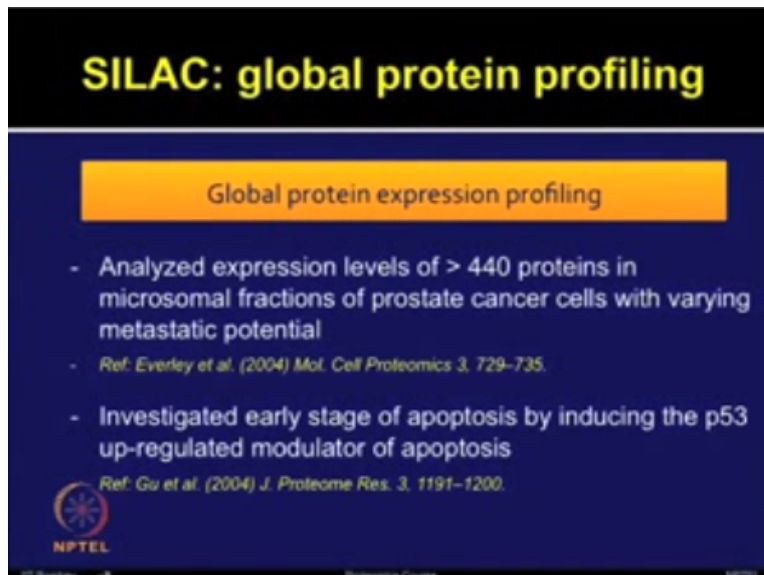 SILAC: global protein profiling
Global protein expression profiling
- Analyzed expression levels of > 440 proteins in
microsomal fractions of prostate cancer cells with varying
metastatic potential
- Ref: Everley et al. (2004) Mol. Cell Proteomics 3, 729–735.
- Investigated early stage of apoptosis by inducing the p53
up-regulated modulator of apoptosis
Ref: Gu et al. (2004) J. Proteome Res. 3, 1191–1200.
NPTEL